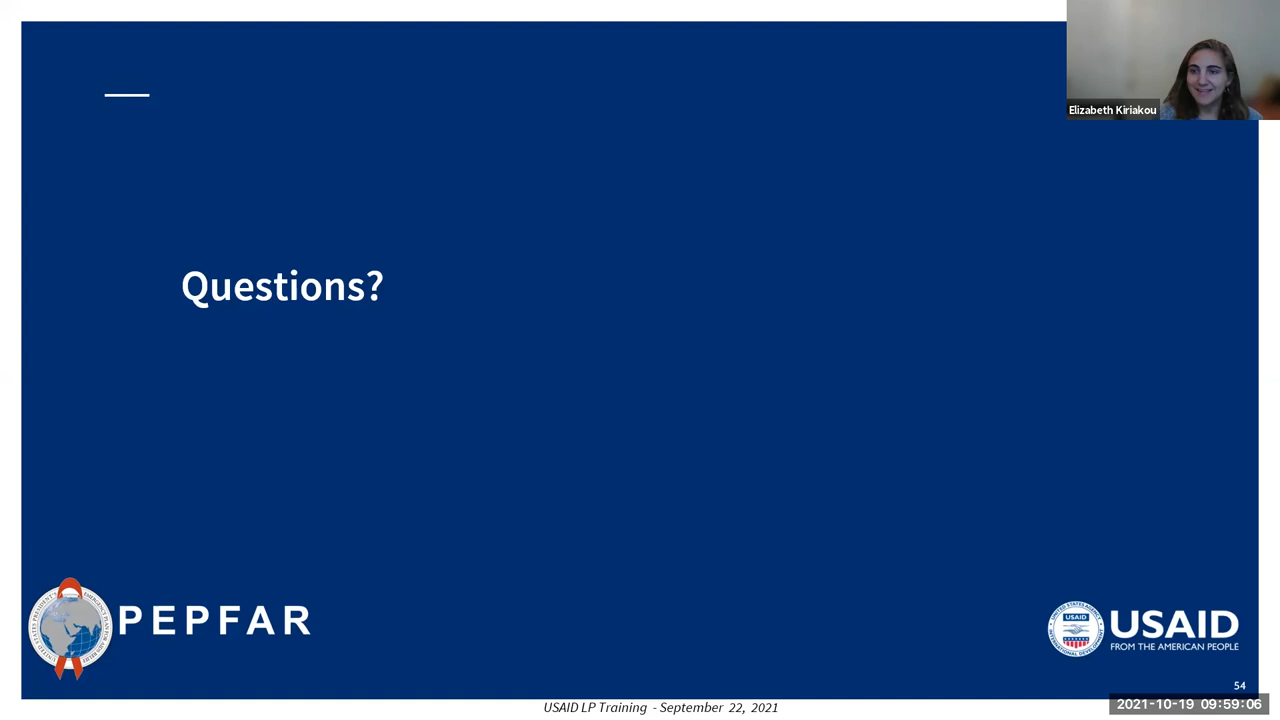 Elizabeth Kiriakou
Questions?
PEPFAR
USAID
USAID
FROM THE AMERICAN PEOPLE
54
USAID LP Training - September 22, 2021
2021-10-19 09:59:06